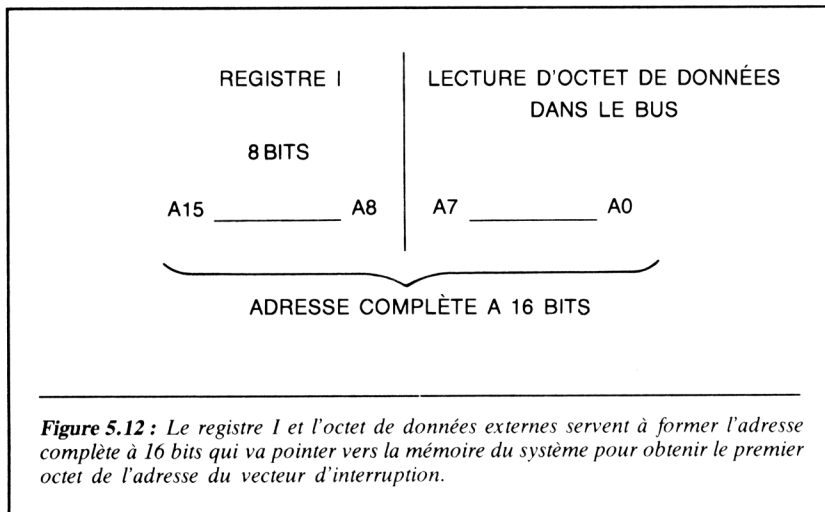 REGISTRE I
8 BITS
A15 A8
LECTURE D'OCTET DE DONNÉES
DANS LE BUS
A7 A0
ADRESSE COMPLÈTE A 16 BITS
Figure 5.12 : Le registre I et l'octet de données externes servent à former l'adresse
complète à 16 bits qui va pointer vers la mémoire du système pour obtenir le premier
octet de l'adresse du vecteur d'interruption.